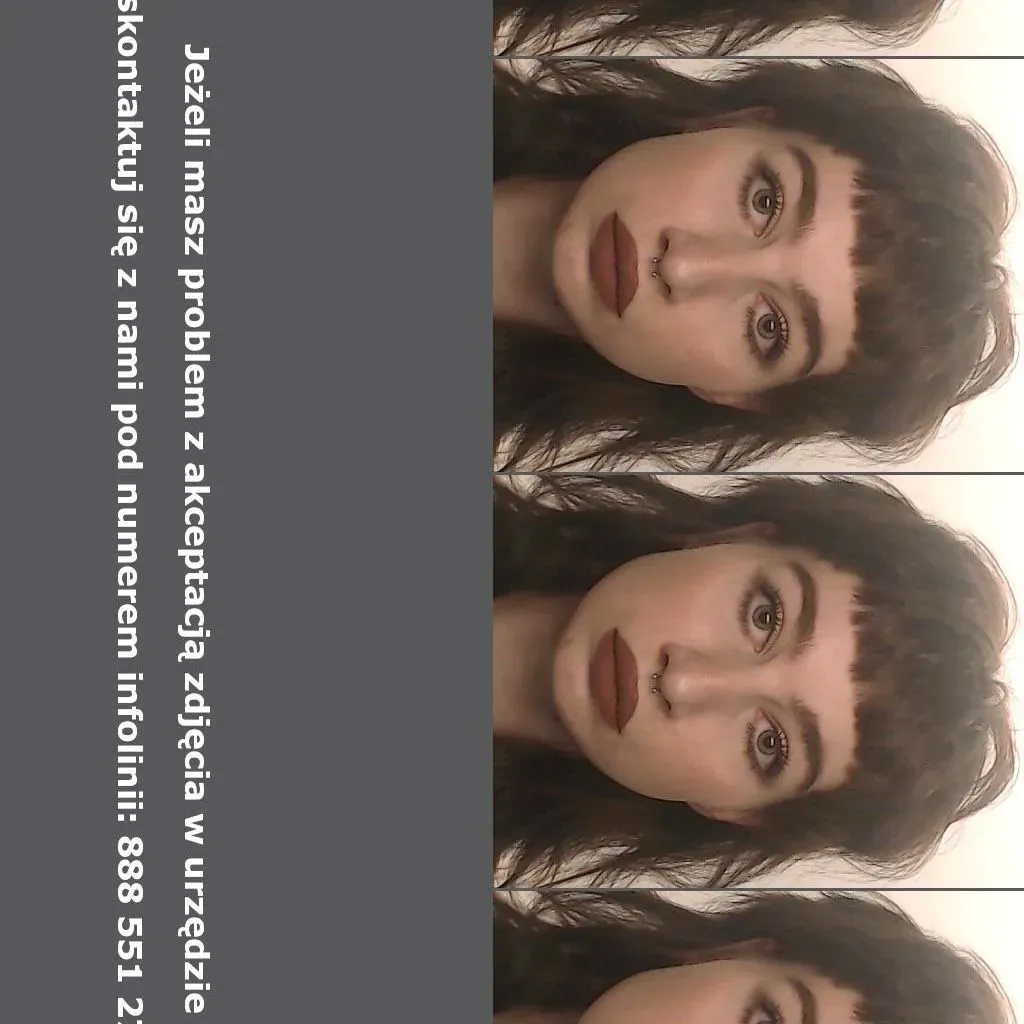 Jeżeli masz problem z akceptacją zdjęcia w urzędzie
skontaktuj się z nami pod numerem infolinii: 888 551